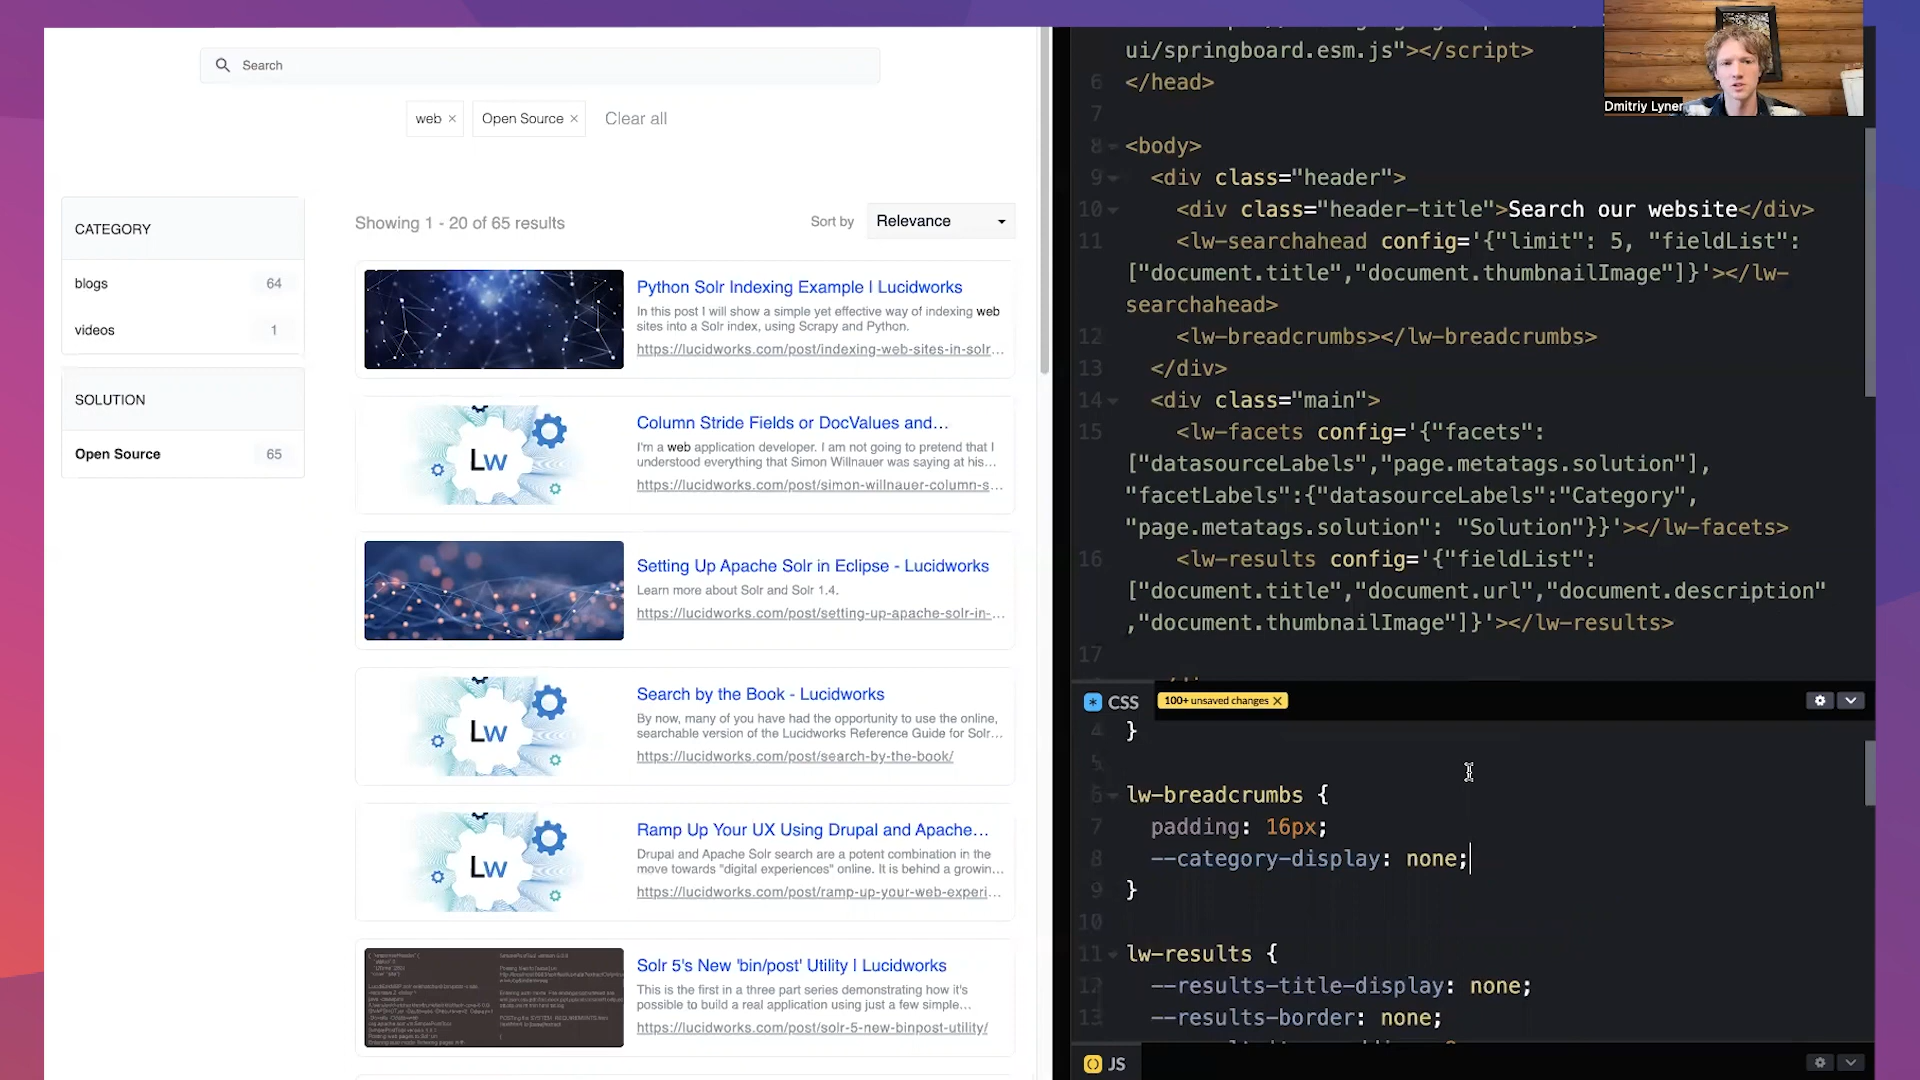 Search
web ×
Open Source ×
Clear all
CATEGORY
blogs 64
videos 1
SOLUTION
Open Source 65
Showing 1 - 20 of 65 results
Sort by
Relevance
Python Solr Indexing Example | Lucidworks
In this post I will show a simple yet effective way of indexing web
sites into a Solr index, using Scrapy and Python.
https://lucidworks.com/post/indexing-web-sites-in-solr...
Lw
Column Stride Fields or DocValues and...
I'm a web application developer. I am not going to pretend that I
understood everything that Simon Willnauer was saying at his...
https://lucidworks.com/post/simon-willnauer-column-s...
Setting Up Apache Solr in Eclipse - Lucidworks
Learn more about Solr and Solr 1.4.
https://lucidworks.com/post/setting-up-apache-solr-in-...
Lw
Search by the Book - Lucidworks
By now, many of you have had the opportunity to use the online,
searchable version of the Lucidworks Reference Guide for Solr...
https://lucidworks.com/post/search-by-the-book/
Lw
Ramp Up Your UX Using Drupal and Apache...
Drupal and Apache Solr search are a potent combination in the
move towards "digital experiences" online. It is behind a growin...
https://lucidworks.com/post/ramp-up-your-web-experi...
Solr 5's New 'bin/post' Utility | Lucidworks
This is the first in a three part series demonstrating how it's
possible to build a real application using just a few simple...
https://lucidworks.com/post/solr-5-new-binpost-utility/
ui/springboard.esm.js"></script>
6 </head>
7
8 <body>
9 <div class="header">
10 <div class="header-title">Search our website</div>
11 <lw-searchahead config='{"limit": 5, "fieldList":
["document.title","document.thumbnailImage"]}'></lw-
searchahead>
12 <lw-breadcrumbs></lw-breadcrumbs>
13 </div>
14 <div class="main">
15 <lw-facets config='{"facets":
["datasourceLabels","page.metatags.solution"],
"facetLabels":{"datasourceLabels":"Category",
"page.metatags.solution": "Solution"}}'></lw-facets>
16 <lw-results config='{"fieldList":
["document.title","document.url","document.description"
,"document.thumbnailImage"]}'></lw-results>
17
CSS
100+ unsaved changes ×
4 }
5
6 lw-breadcrumbs {
7 padding: 16px;
8 --category-display: none;
9 }
10
11 lw-results {
12 --results-title-display: none;
13 --results-border: none;
JS
Dmitriy Lyner